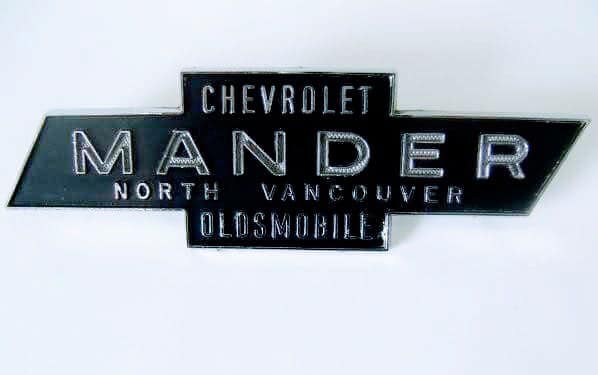 CHEVROLET
MANDER
NORTH VANCOUVER
OLDSMOBILE